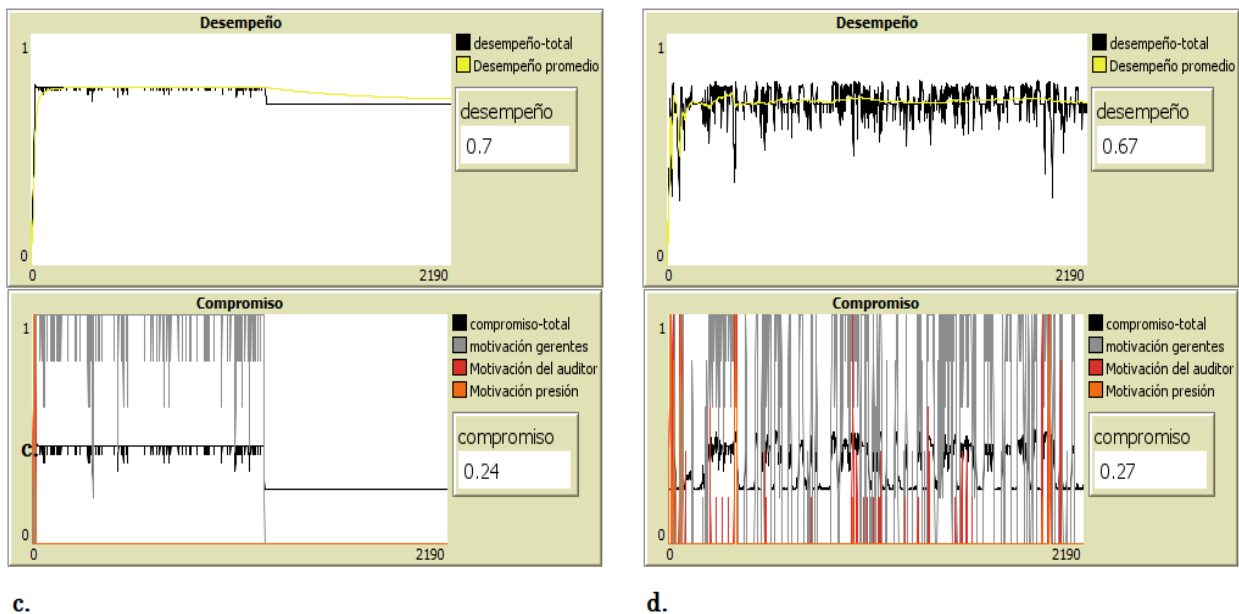 Desempeño
1
0
0
2190
desempeño-total
Desempeño promedio
desempeño
0.7
Desempeño
1
0
0
2190
desempeño-total
Desempeño promedio
desempeño
0.67
Compromiso
1
c.
0
0
2190
compromiso-total
motivación gerentes
Motivación del auditor
Motivación presión
compromiso
0.24
Compromiso
1
0
0
2190
compromiso-total
motivación gerentes
Motivación del auditor
Motivación presión
compromiso
0.27
c.
d.